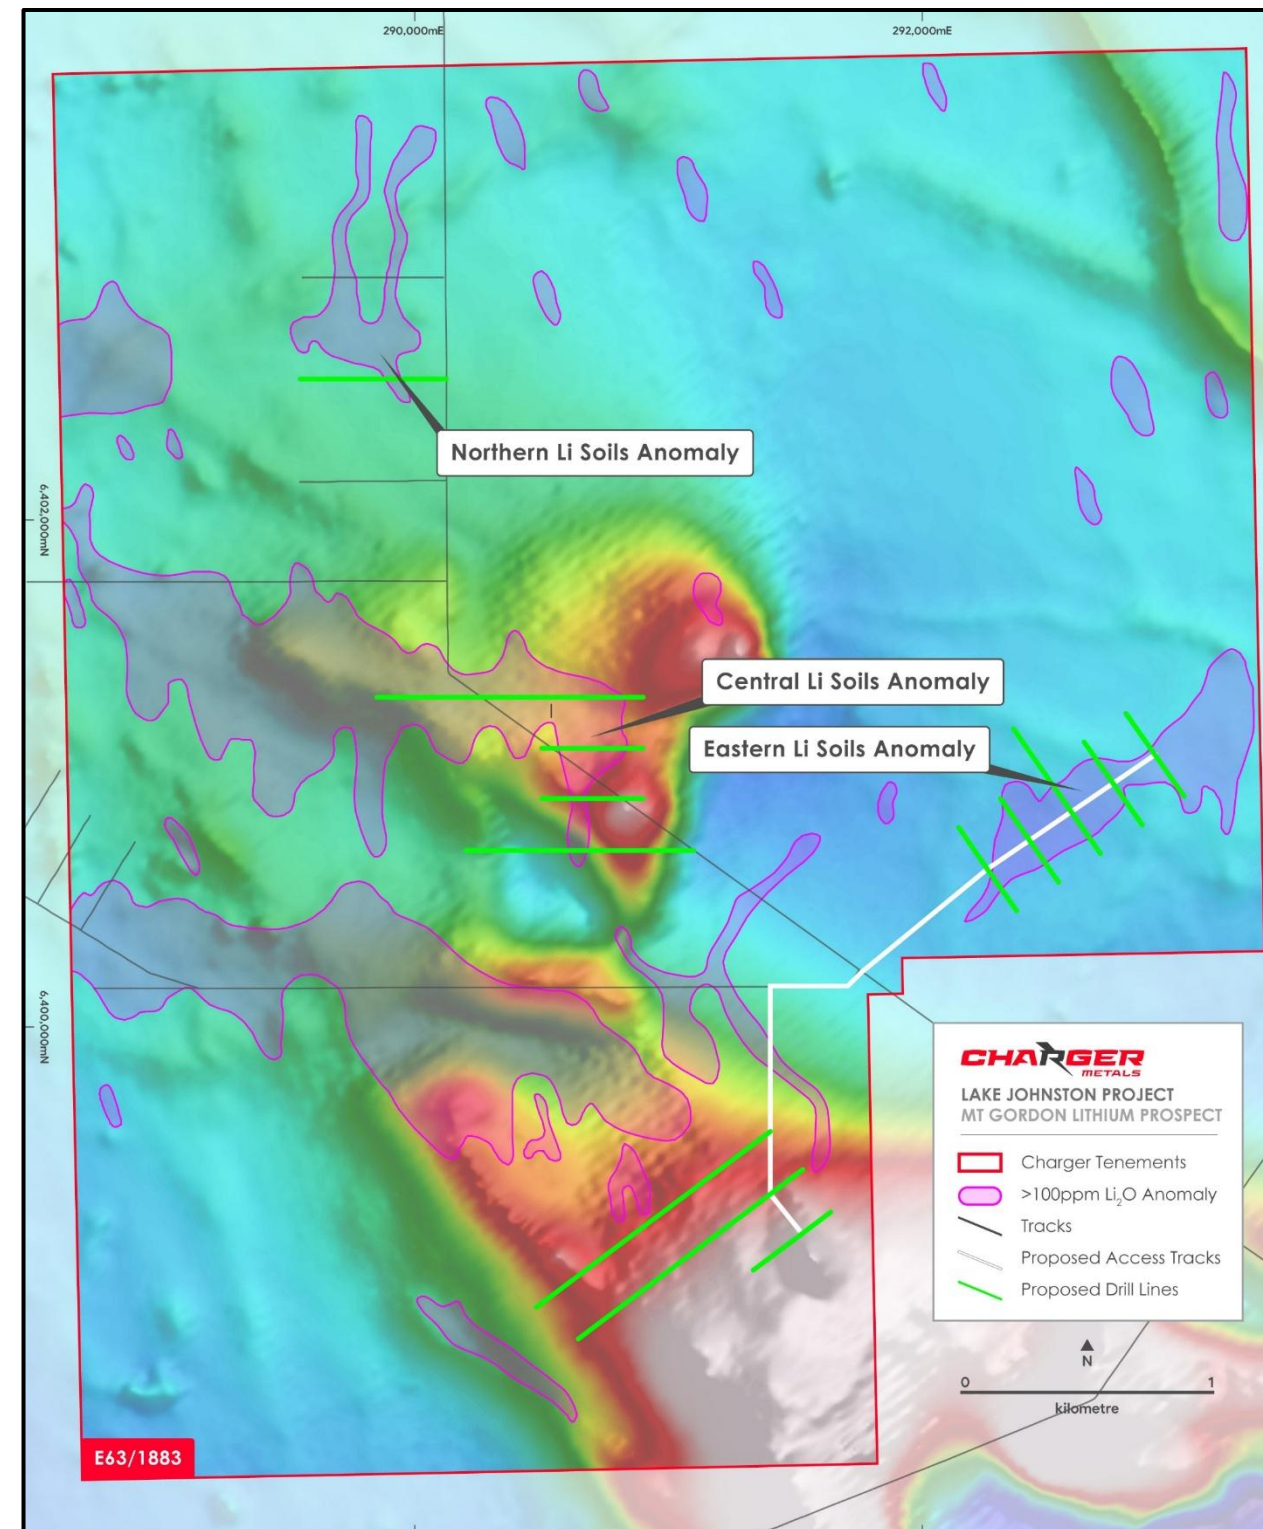 290,000mE
292,000mE
Northern Li Soils Anomaly
6,402,000mN
Central Li Soils Anomaly
Eastern Li Soils Anomaly
6,400,000mN
CHARGER
METALS
LAKE JOHNSTON PROJECT
MT GORDON LITHIUM PROSPECT
Charger Tenements
>100ppm Li₂O Anomaly
Tracks
Proposed Access Tracks
Proposed Drill Lines
N
0 1
kilometre
E63/1883